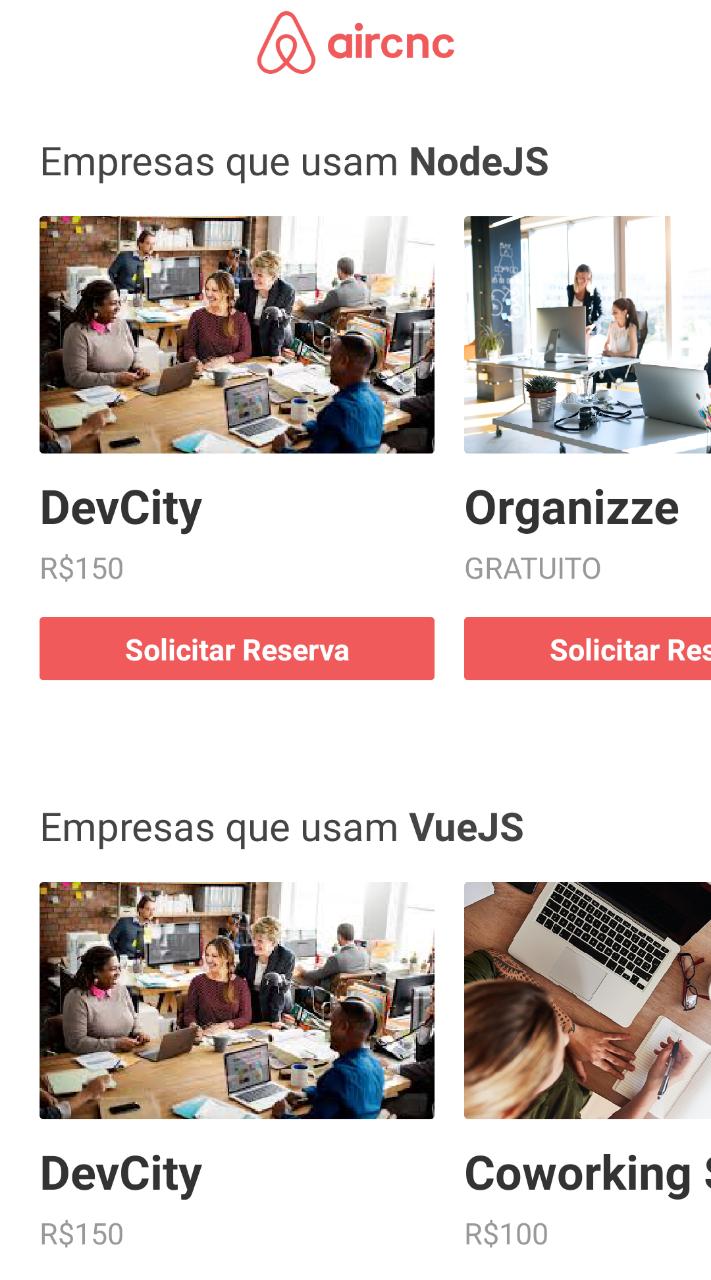 aircnc
Empresas que usam NodeJS
DevCity
R$150
Solicitar Reserva
Organizze
GRATUITO
Solicitar Res
Empresas que usam VueJS
DevCity
R$150
Coworking
R$100